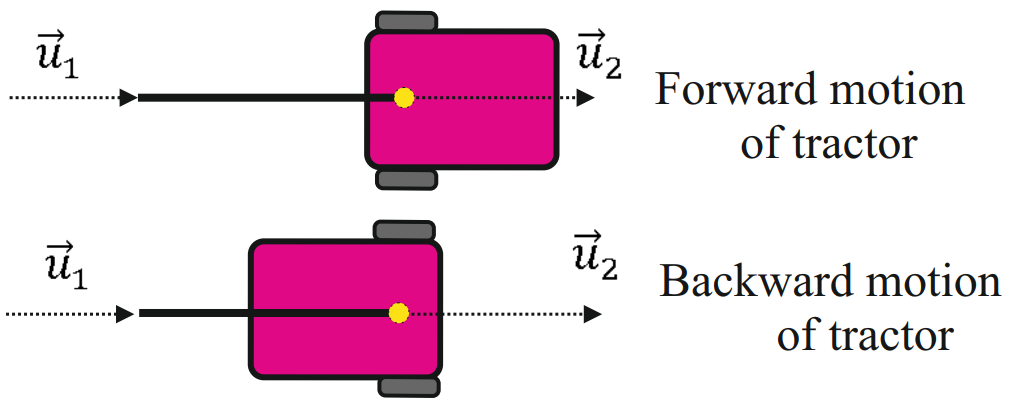 u⃗₁
u⃗₂
Forward motion
of tractor
u⃗₁
u⃗₂
Backward motion
of tractor